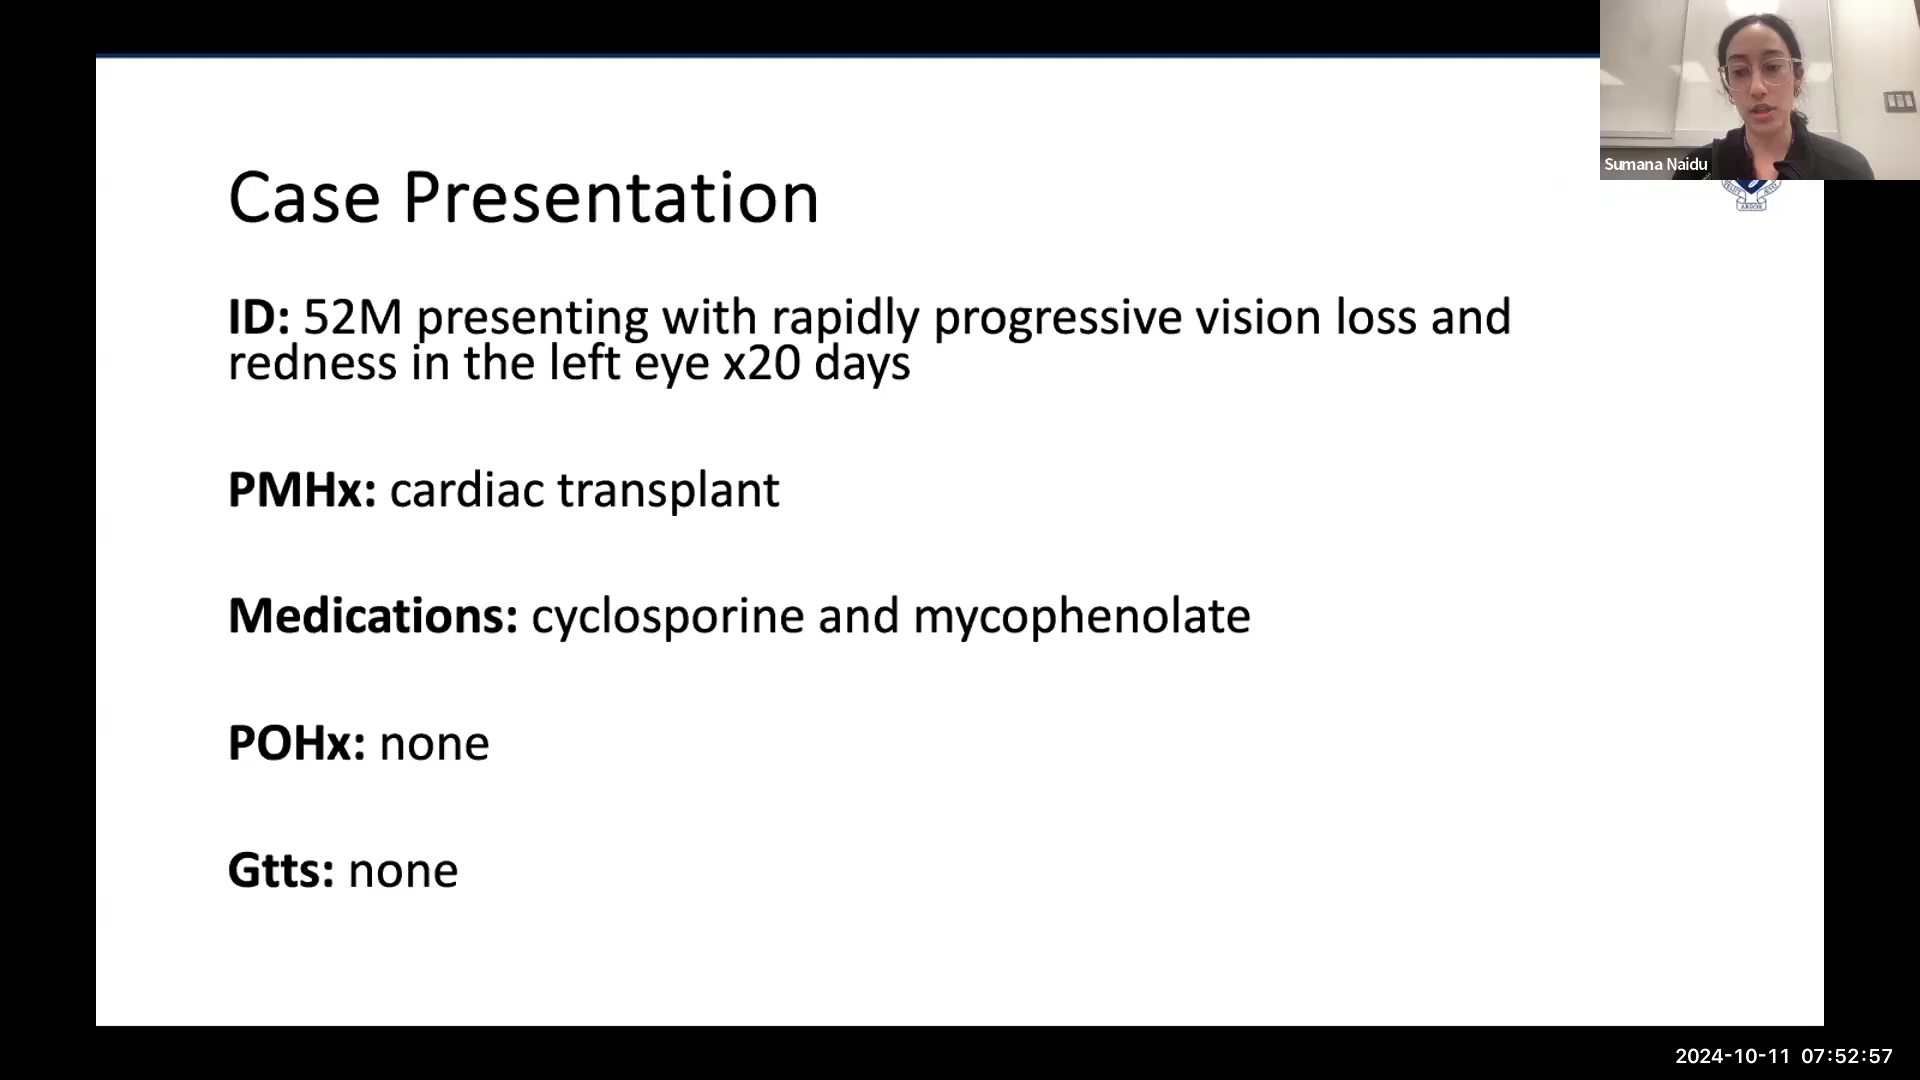 Sumana Naidu
ARBOR
Case Presentation
ID: 52M presenting with rapidly progressive vision loss and
redness in the left eye x20 days
PMHx: cardiac transplant
Medications: cyclosporine and mycophenolate
POHx: none
Gtts: none
2024-10-11 07:52:57